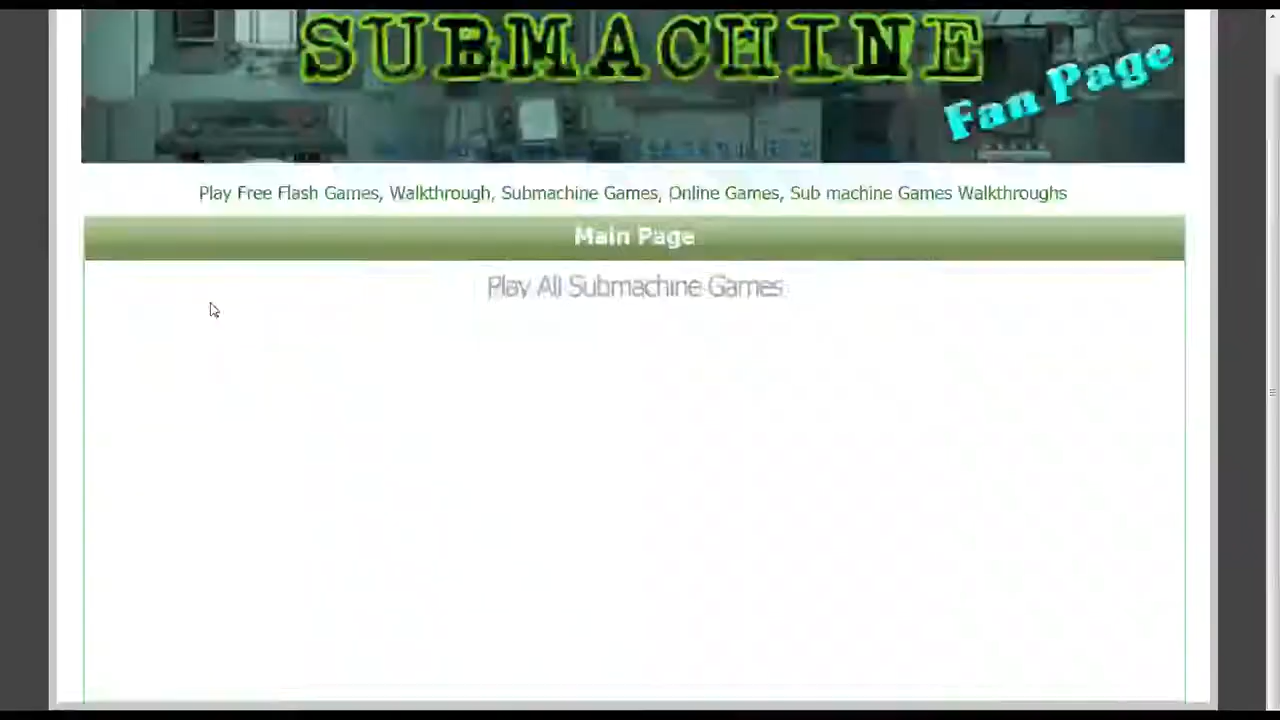 SUBMACHINE
Fan Page
Play Free Flash Games, Walkthrough, Submachine Games, Online Games, Sub machine Games Walkthroughs
Main Page
Play All Submachine Games